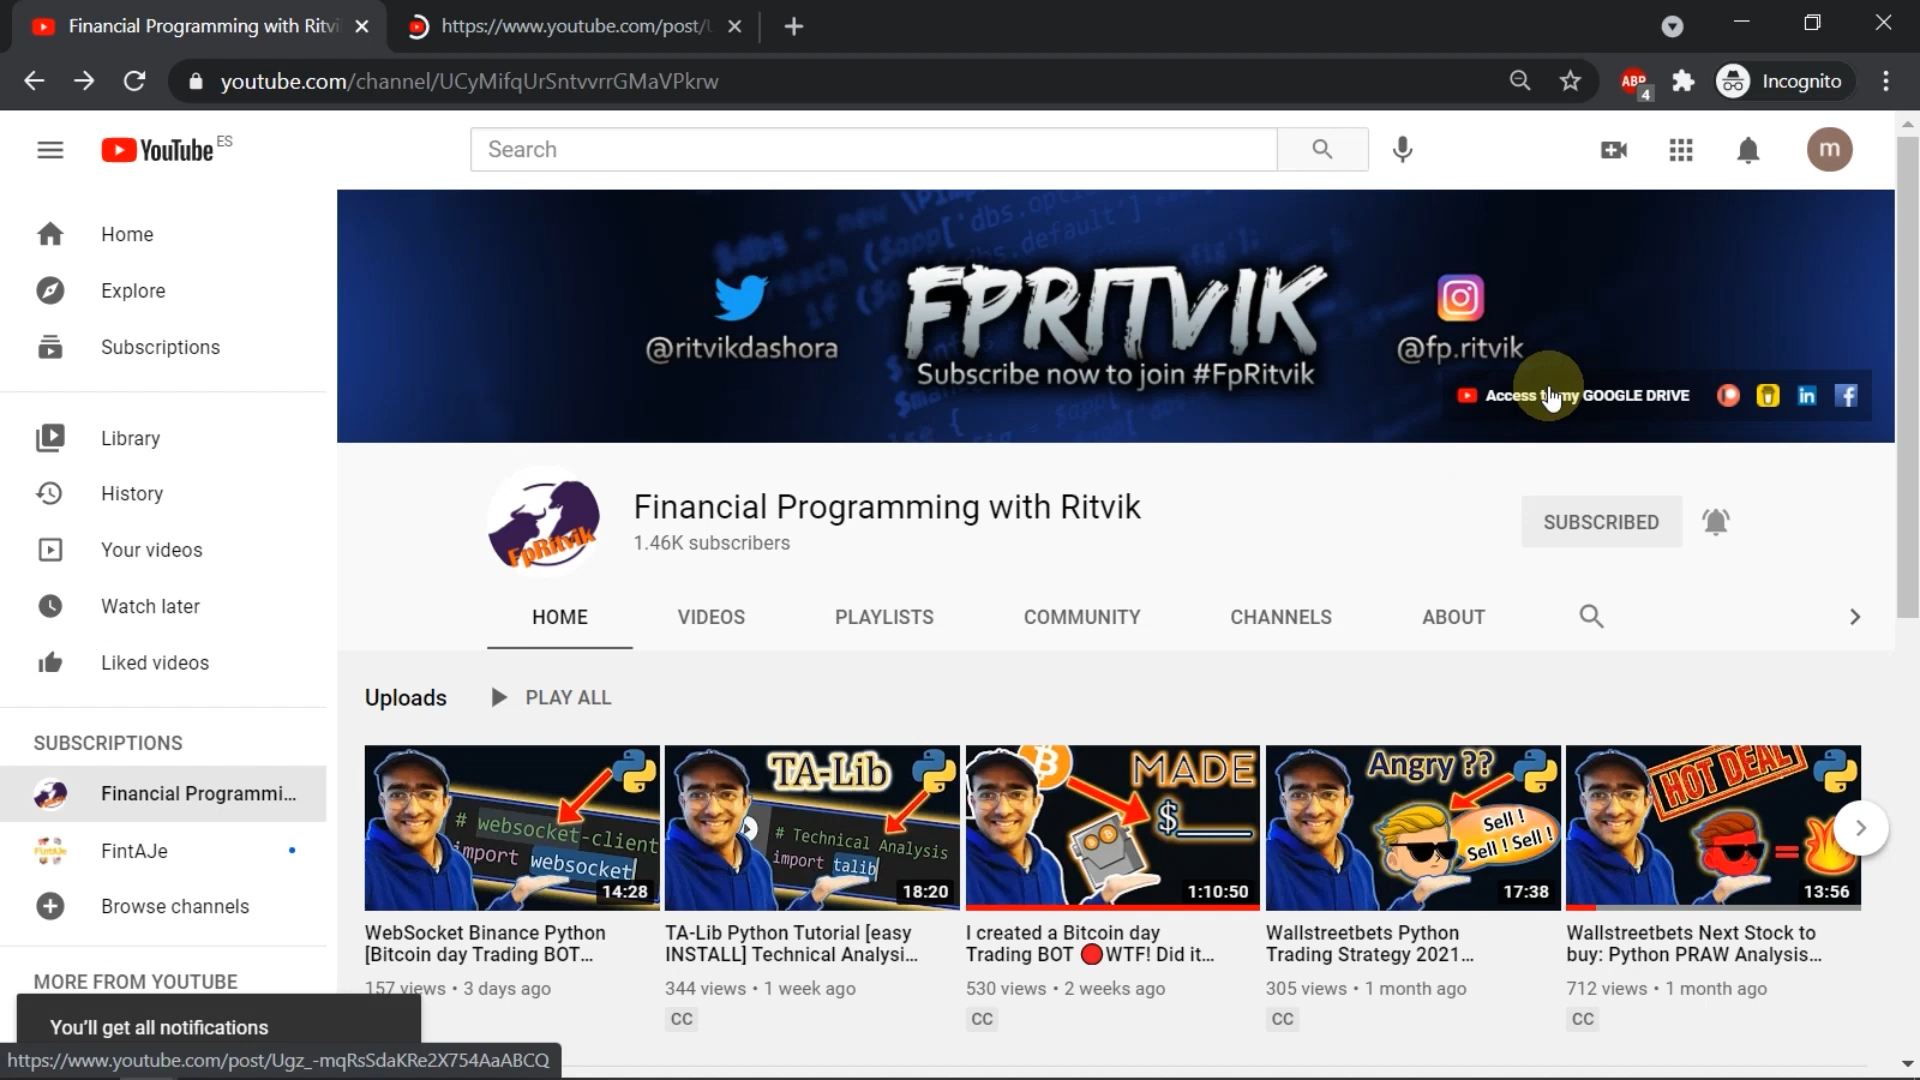 Financial Programming with Ritvi
https://www.youtube.com/post/U
youtube.com/channel/UCyMifqUrSntvvrrGMaVPkrw
ABP
4
Incognito
YouTube ES
Search
m
Home
Explore
Subscriptions
Library
History
Your videos
Watch later
Liked videos
SUBSCRIPTIONS
Financial Programmi...
FintAJe
Browse channels
MORE FROM YOUTUBE
You'll get all notifications
https://www.youtube.com/post/Ugz_-mqRsSdaKRe2X754AaABCQ
@ritvikdashora
FPRITVIK
Subscribe now to join #FpRitvik
@fp.ritvik
Access to my GOOGLE DRIVE
FpRitvik
Financial Programming with Ritvik
1.46K subscribers
SUBSCRIBED
HOME
VIDEOS
PLAYLISTS
COMMUNITY
CHANNELS
ABOUT
Uploads
PLAY ALL
# websocket-client
import websocket
14:28
WebSocket Binance Python
[Bitcoin day Trading BOT...
157 views • 3 days ago
TA-Lib
# Technical Analysis
import talib
18:20
TA-Lib Python Tutorial [easy
INSTALL] Technical Analysi...
344 views • 1 week ago
CC
MADE
$___
1:10:50
I created a Bitcoin day
Trading BOT 🔴WTF! Did it...
530 views • 2 weeks ago
CC
Angry ??
Sell !
Sell ! Sell !
17:38
Wallstreetbets Python
Trading Strategy 2021...
305 views • 1 month ago
CC
HOT DEAL
=
13:56
Wallstreetbets Next Stock to
buy: Python PRAW Analysis...
712 views • 1 month ago
CC